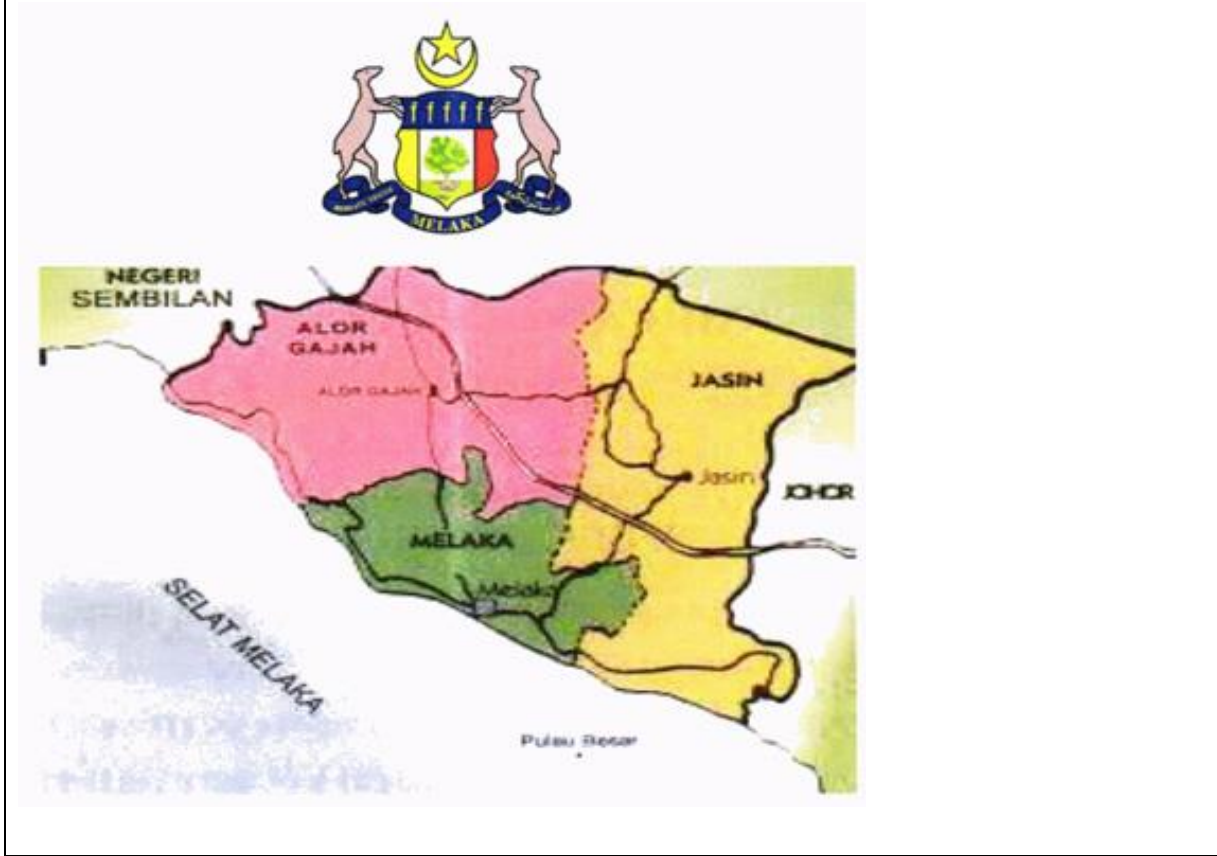 f f f f f
MELAKA
NEGERI
SEMBILAN
ALOR
GAJAH
ALOR GAJAH
JASIN
Jasin
JOHOR
MELAKA
Melaka
SELAT MELAKA
Pulau Besar